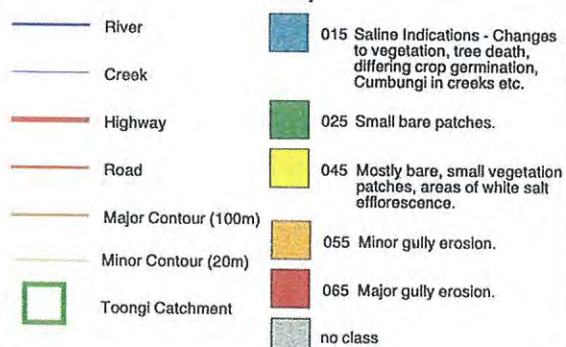 River
Creek
Highway
Road
Major Contour (100m)
Minor Contour (20m)
Toongi Catchment
015 Saline Indications - Changes
to vegetation, tree death,
differing crop germination,
Cumbungi in creeks etc.
025 Small bare patches.
045 Mostly bare, small vegetation
patches, areas of white salt
efflorescence.
055 Minor gully erosion.
065 Major gully erosion.
no class